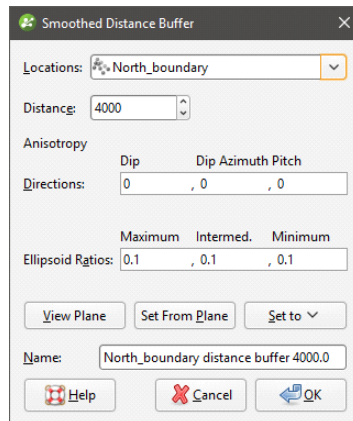 Smoothed Distance Buffer
Locations: North_boundary
Distance: 4000
Anisotropy
Dip Dip Azimuth Pitch
Directions: 0 , 0 , 0
Maximum Intermed. Minimum
Ellipsoid Ratios: 0.1 , 0.1 , 0.1
View Plane Set From Plane Set to
Name: North_boundary distance buffer 4000.0
Help Cancel OK